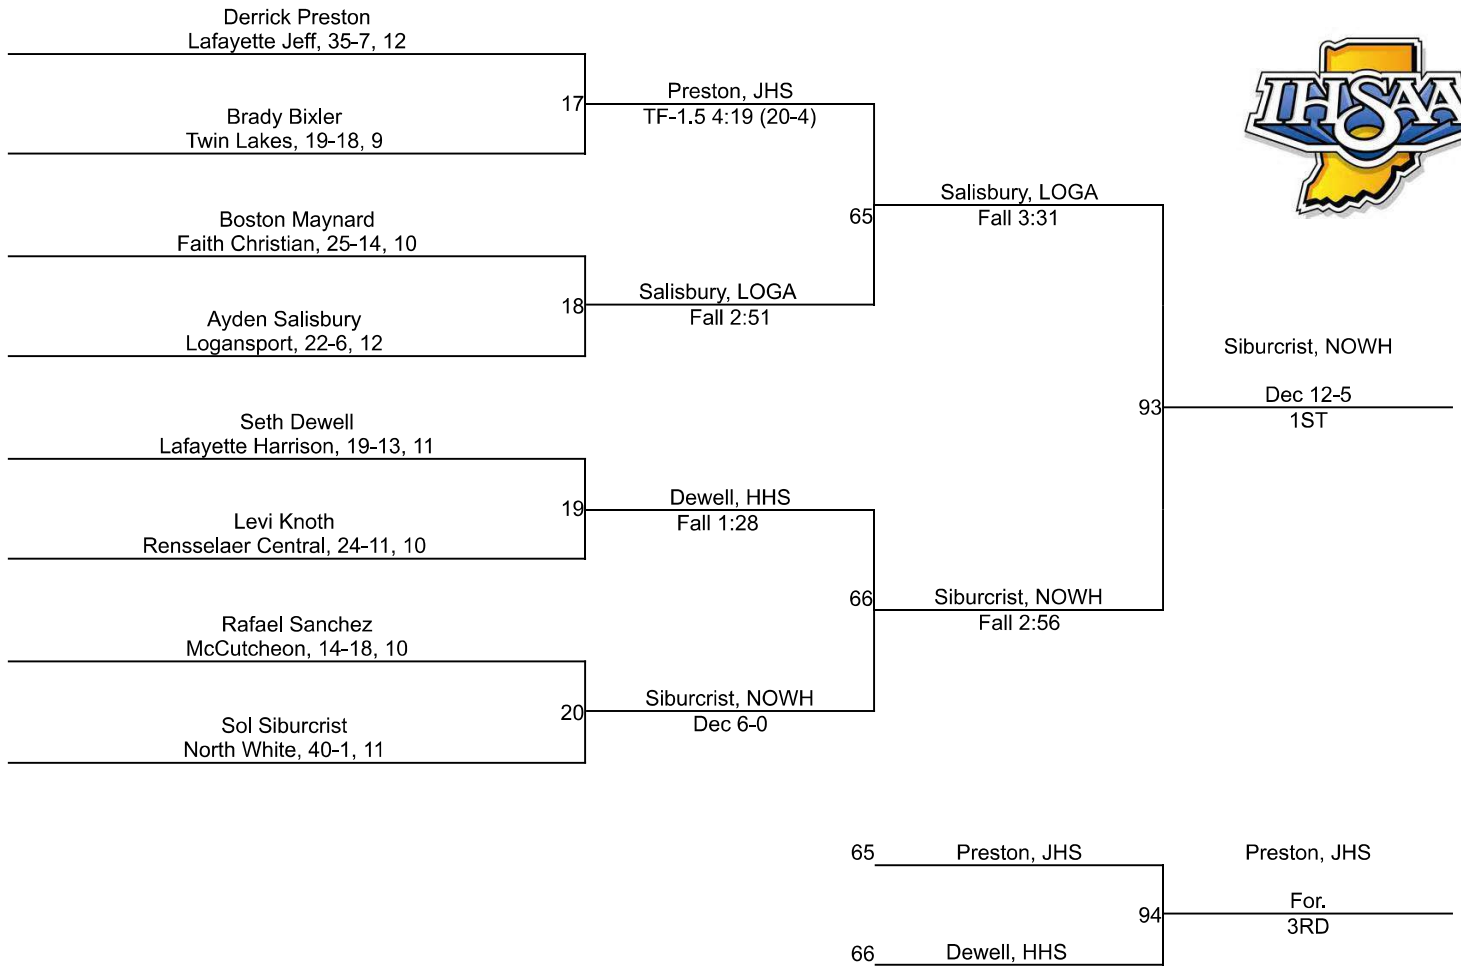 Derrick Preston
Lafayette Jeff, 35-7, 12
17
Preston, JHS
TF-1.5 4:19 (20-4)
Brady Bixler
Twin Lakes, 19-18, 9
IHSAA
65
Salisbury, LOGA
Fall 3:31
Boston Maynard
Faith Christian, 25-14, 10
18
Salisbury, LOGA
Fall 2:51
Ayden Salisbury
Logansport, 22-6, 12
93
Siburcrist, NOWH
Dec 12-5
1ST
Seth Dewell
Lafayette Harrison, 19-13, 11
19
Dewell, HHS
Fall 1:28
Levi Knoth
Rensselaer Central, 24-11, 10
66
Siburcrist, NOWH
Fall 2:56
Rafael Sanchez
McCutcheon, 14-18, 10
20
Siburcrist, NOWH
Dec 6-0
Sol Siburcrist
North White, 40-1, 11
65
Preston, JHS
94
Preston, JHS
For.
3RD
66
Dewell, HHS